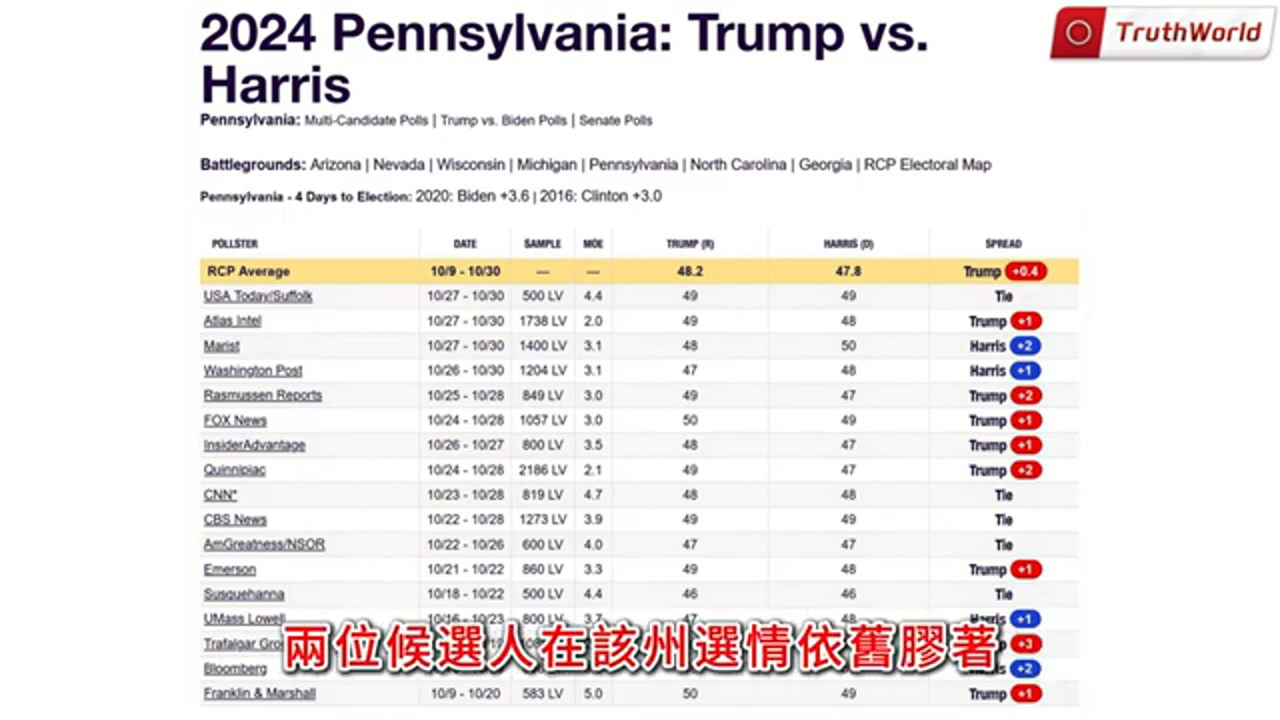 2024 Pennsylvania: Trump vs.
Harris
TruthWorld
Pennsylvania: Multi-Candidate Polls | Trump vs. Biden Polls | Senate Polls
Battlegrounds: Arizona | Nevada | Wisconsin | Michigan | Pennsylvania | North Carolina | Georgia | RCP Electoral Map
Pennsylvania - 4 Days to Election: 2020: Biden +3.6 | 2016: Clinton +3.0
POLLSTER DATE SAMPLE MOE TRUMP (R) HARRIS (D) SPREAD
RCP Average 10/9 - 10/30 — — 48.2 47.8 Trump +0.4
USA Today/Suffolk 10/27 - 10/30 500 LV 4.4 49 49 Tie
Atlas Intel 10/27 - 10/30 1738 LV 2.0 49 48 Trump +1
Marist 10/27 - 10/30 1400 LV 3.1 48 50 Harris +2
Washington Post 10/26 - 10/30 1204 LV 3.1 47 48 Harris +1
Rasmussen Reports 10/25 - 10/28 849 LV 3.0 49 47 Trump +2
FOX News 10/24 - 10/28 1057 LV 3.0 50 49 Trump +1
InsiderAdvantage 10/26 - 10/27 800 LV 3.5 48 47 Trump +1
Quinnipiac 10/24 - 10/28 2186 LV 2.1 49 47 Trump +2
CNN* 10/23 - 10/28 819 LV 4.7 48 48 Tie
CBS News 10/22 - 10/28 1273 LV 3.9 49 49 Tie
AmGreatness/NSOR 10/22 - 10/26 600 LV 4.0 47 47 Tie
Emerson 10/21 - 10/22 860 LV 3.3 49 48 Trump +1
Susquehanna 10/18 - 10/22 500 LV 4.4 46 46 Tie
UMass Lowell 10/16 - 10/23 800 LV 3.7 47 48 Harris +1
Trafalgar +3
兩位候選人在該州選情依舊膠著
Bloomberg +2
Franklin & Marshall 10/9 - 10/20 583 LV 5.0 50 49 Trump +1